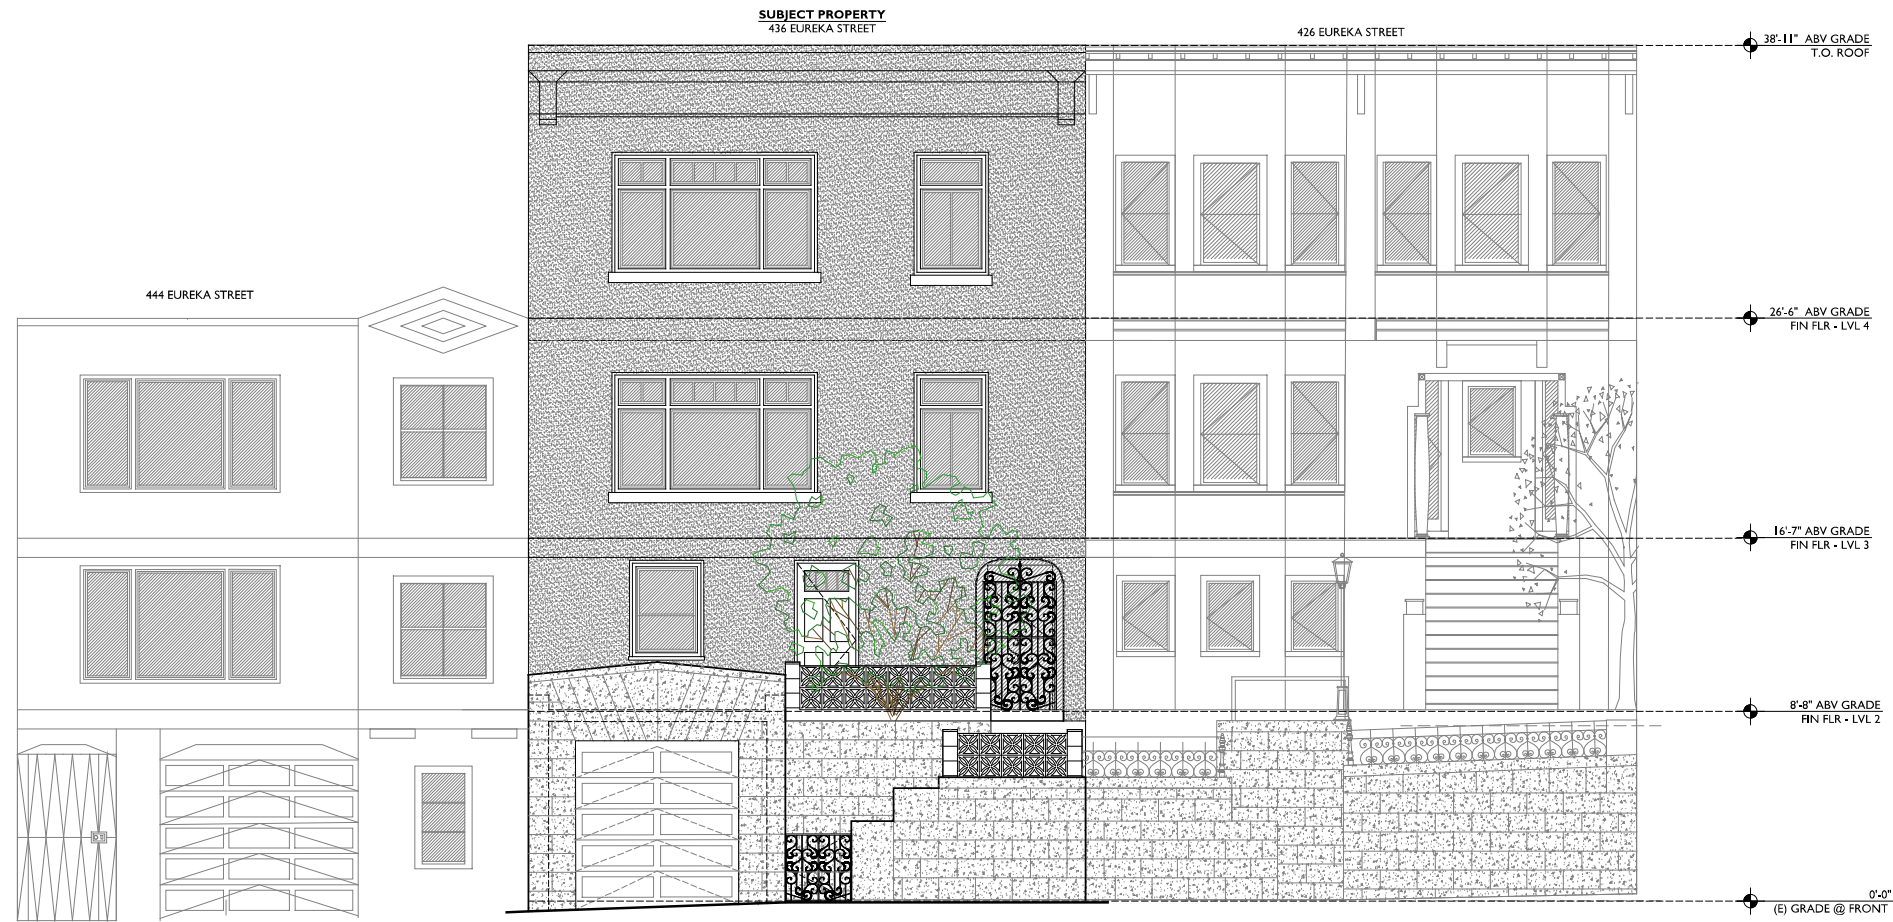 SUBJECT PROPERTY
436 EUREKA STREET
426 EUREKA STREET
38'-11" ABV GRADE
T.O. ROOF
444 EUREKA STREET
26'-6" ABV GRADE
FIN FLR - LVL 4
16'-7" ABV GRADE
FIN FLR - LVL 3
8'-8" ABV GRADE
FIN FLR - LVL 2
0'-0"
(E) GRADE @ FRONT